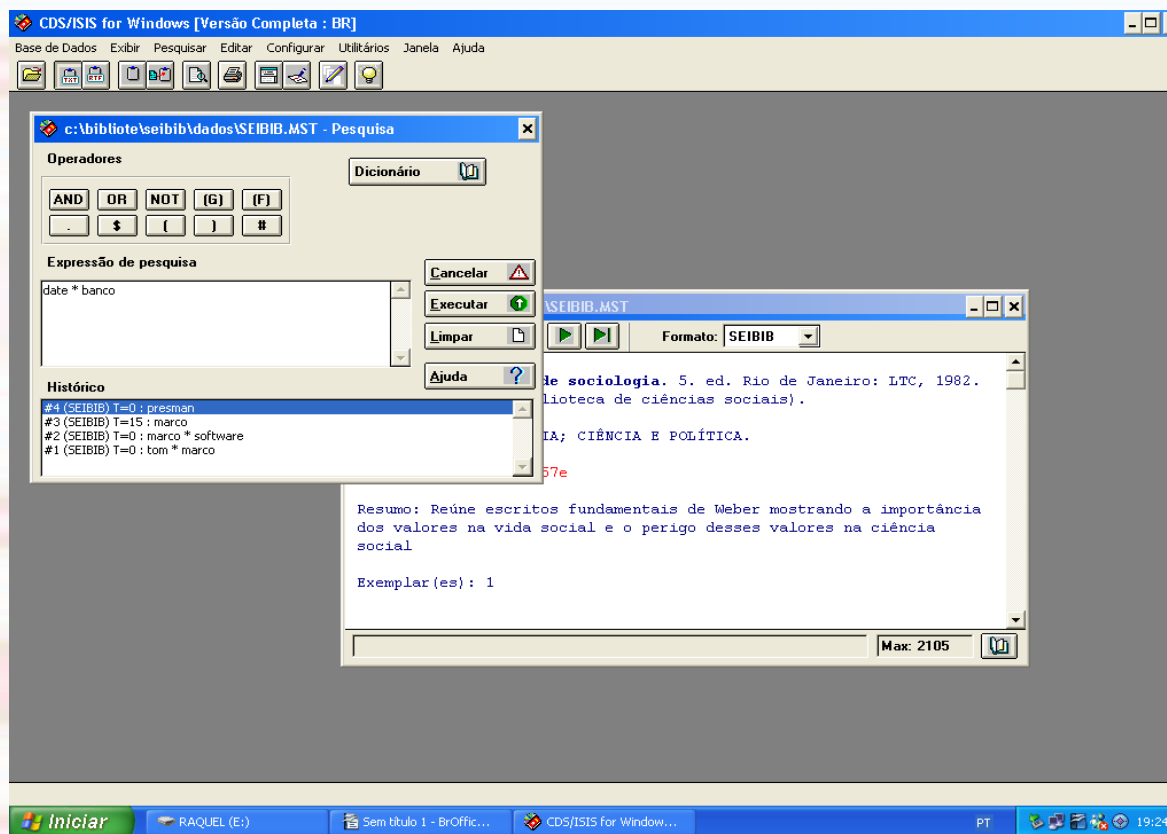 CDS/ISIS for Windows [Versão Completa : BR]
Base de Dados Exibir Pesquisar Editar Configurar Utilitários Janela Ajuda
TXT RTF
c:\bibliote\seibib\dados\SEIBIB.MST - Pesquisa
Operadores
Dicionário
AND OR NOT (G) (F)
. $ ( ) #
Expressão de pesquisa
date * banco
Cancelar
Executar
Limpar
Ajuda
Histórico
#4 (SEIBIB) T=0 : presman
#3 (SEIBIB) T=15 : marco
#2 (SEIBIB) T=0 : marco * software
#1 (SEIBIB) T=0 : tom * marco
\SEIBIB.MST
Formato: SEIBIB
de sociologia. 5. ed. Rio de Janeiro: LTC, 1982.
lioteca de ciências sociais).
IA; CIÊNCIA E POLÍTICA.
57e
Resumo: Reúne escritos fundamentais de Weber mostrando a importância
dos valores na vida social e o perigo desses valores na ciência
social
Exemplar(es): 1
Max: 2105
Iniciar RAQUEL (E:) Sem título 1 - BrOffic... CDS/ISIS for Window... PT 19:24